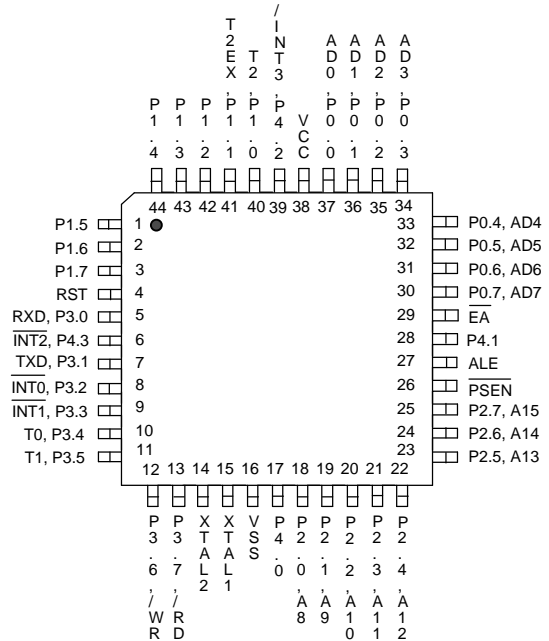 P1.4
P1.3
P1.2
T2EX,P1.1
T2,P1.0
/INT3,P4.2
VCC
AD0,P0.0
AD1,P0.1
AD2,P0.2
AD3,P0.3
44 43 42 41 40 39 38 37 36 35 34
P1.5 1
P1.6 2
P1.7 3
RST 4
RXD, P3.0 5
INT2, P4.3 6
TXD, P3.1 7
INT0, P3.2 8
INT1, P3.3 9
T0, P3.4 10
T1, P3.5 11
33 P0.4, AD4
32 P0.5, AD5
31 P0.6, AD6
30 P0.7, AD7
29 EA
28 P4.1
27 ALE
26 PSEN
25 P2.7, A15
24 P2.6, A14
23 P2.5, A13
12 13 14 15 16 17 18 19 20 21 22
P3.6,/WR
P3.7,/RD
XTAL2
XTAL1
VSS
P4.0
P2.0,A8
P2.1,A9
P2.2,A10
P2.3,A11
P2.4,A12